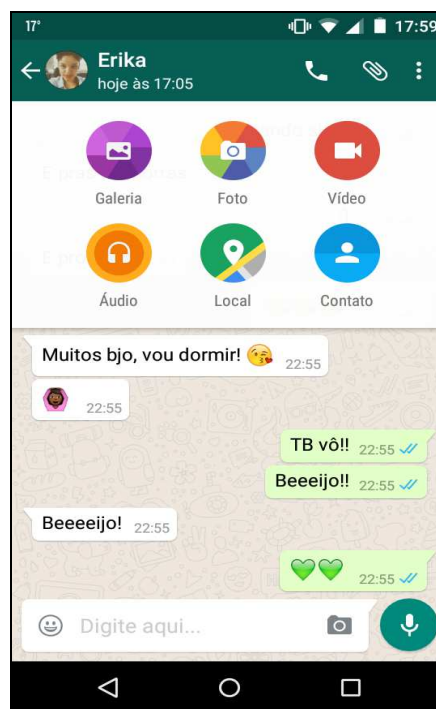 17°
17:59
Erika
hoje às 17:05
Galeria
Foto
Vídeo
Áudio
Local
Contato
Muitos bjo, vou dormir! 😘 22:55
22:55
TB vô!! 22:55
Beeeijo!! 22:55
Beeeeijo! 22:55
💚💚 22:55
Digite aqui...